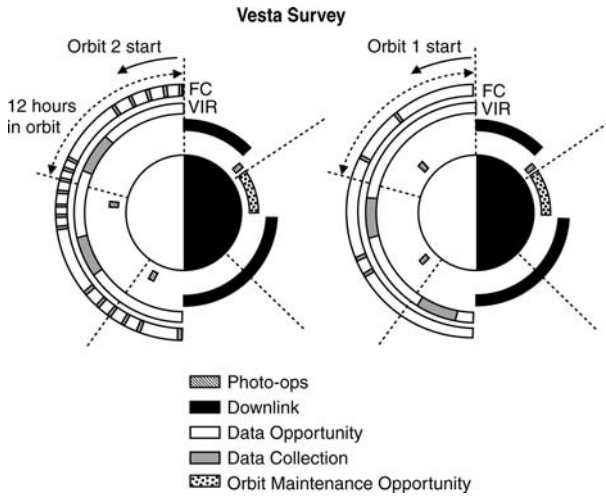 Vesta Survey
Orbit 2 start
Orbit 1 start
FC
VIR
FC
VIR
12 hours
in orbit
Photo-ops
Downlink
Data Opportunity
Data Collection
Orbit Maintenance Opportunity